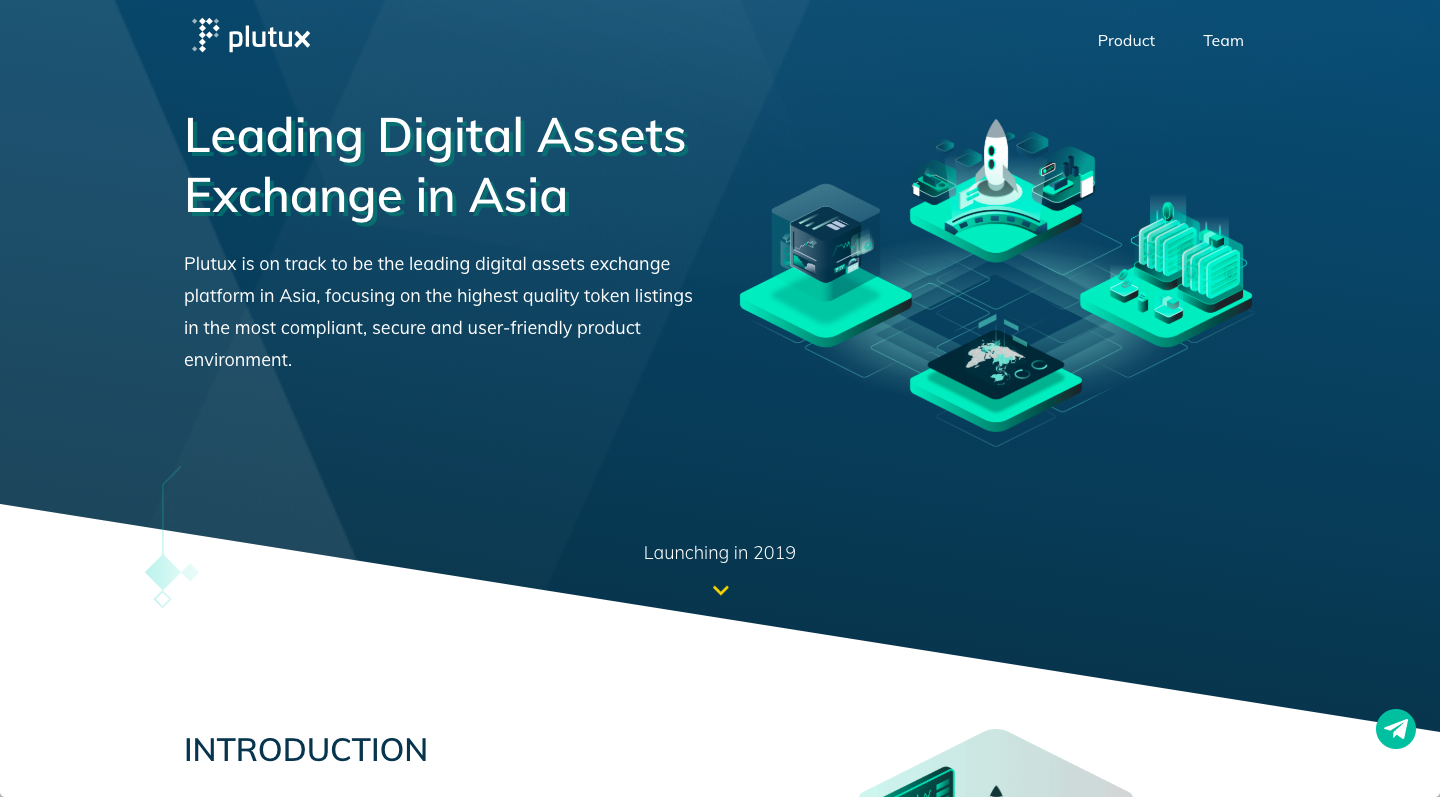 plutux
Product
Team
Leading Digital Assets
Exchange in Asia
Plutux is on track to be the leading digital assets exchange
platform in Asia, focusing on the highest quality token listings
in the most compliant, secure and user-friendly product
environment.
Launching in 2019
INTRODUCTION